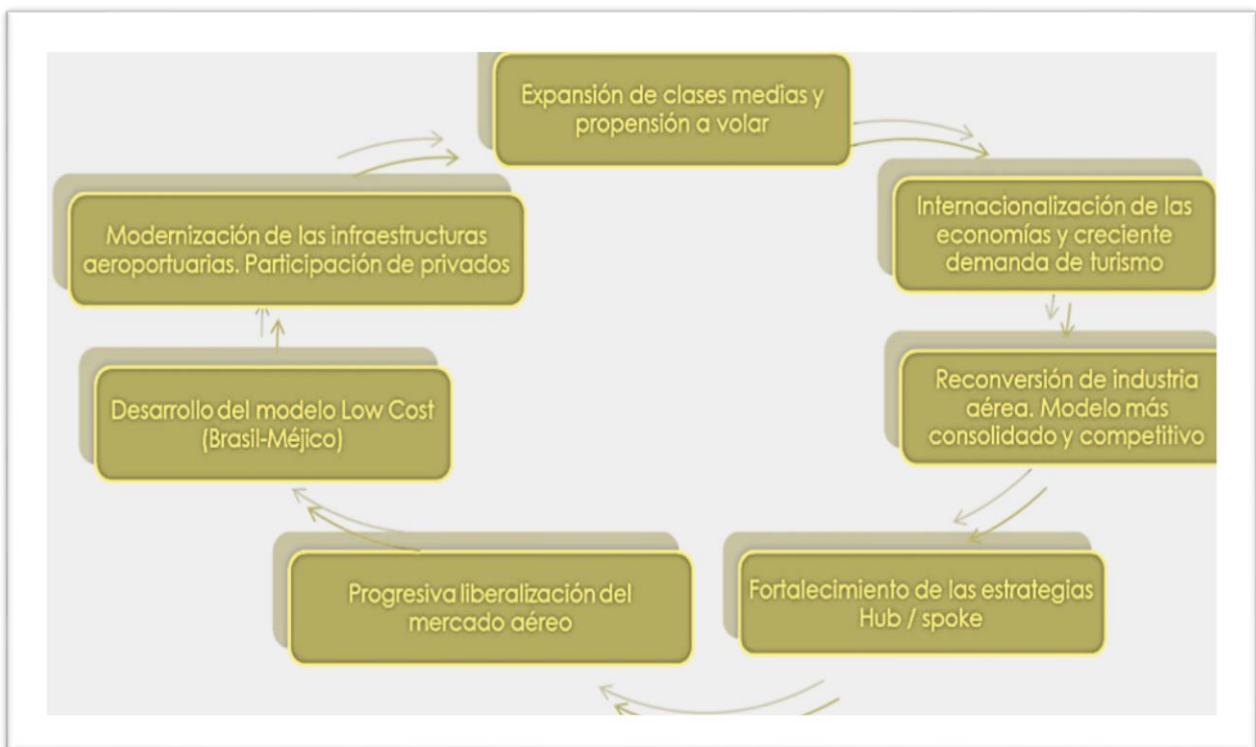 Expansión de clases medias y
propensión a volar
Internacionalización de las
economías y creciente
demanda de turismo
Reconversión de industria
aérea. Modelo más
consolidado y competitivo
Fortalecimiento de las estrategias
Hub / spoke
Progresiva liberalización del
mercado aéreo
Desarrollo del modelo Low Cost
(Brasil-Méjico)
Modernización de las infraestructuras
aeroportuarias. Participación de privados